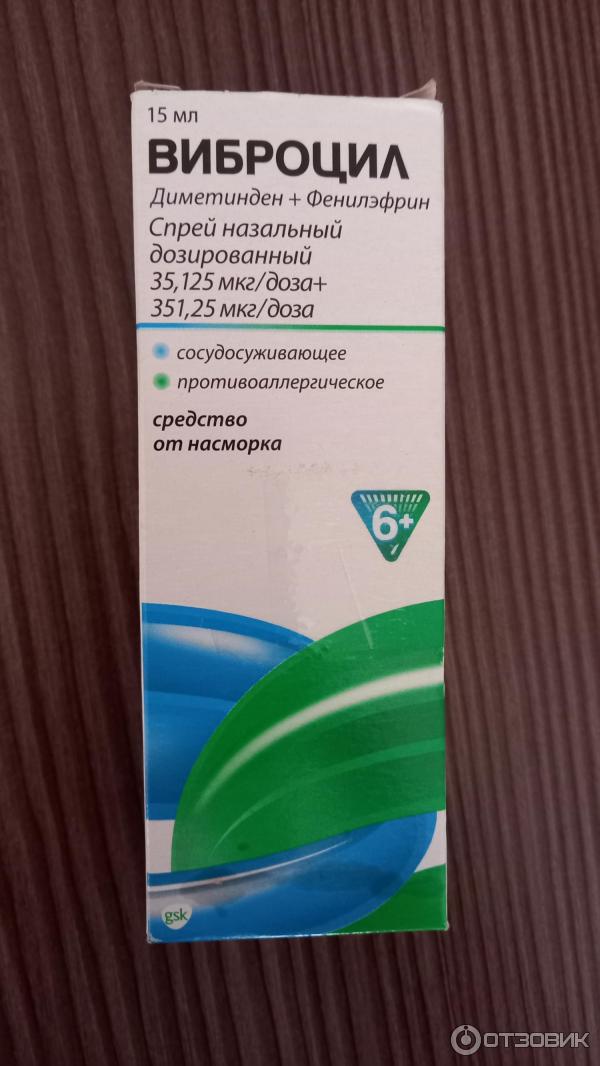 15 мл
ВИБРОЦИЛ
Диметинден + Фенилэфрин
Спрей назальный
дозированный
35,125 мкг/доза+
351,25 мкг/доза
сосудосуживающее
противоаллергическое
средство
от насморка
6+
gsk
ОТЗОВИК